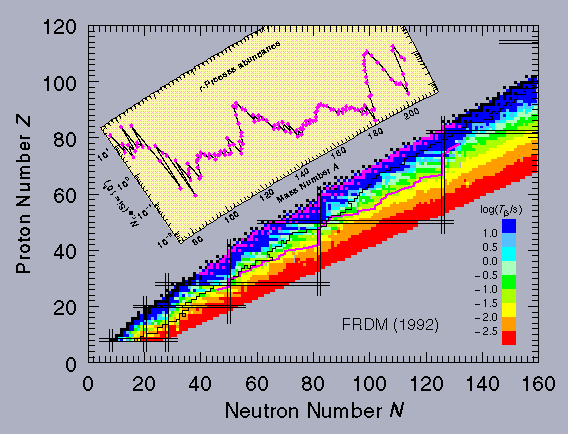 120
100
80
60
40
20
0
Proton Number Z
0 20 40 60 80 100 120 140 160
Neutron Number N
r-Process abundance
80 100 120 140 160 180 200
Mass Number A
log(Tβ/s)
1.0
0.5
0.0
−0.5
−1.0
−1.5
−2.0
−2.5
FRDM (1992)